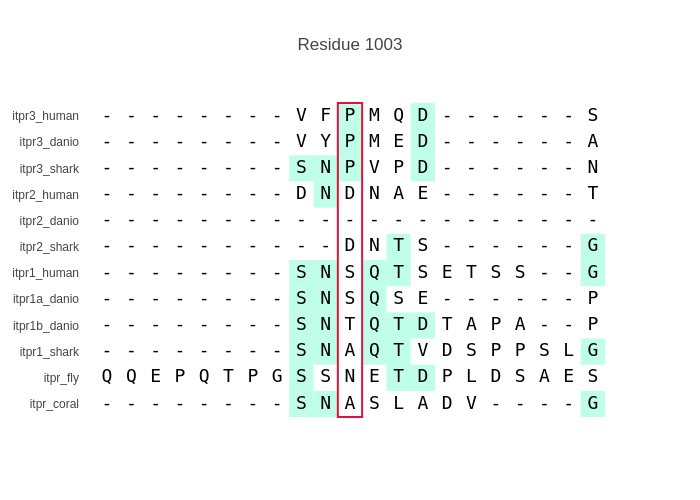 Residue 1003
itpr3_human - - - - - - - - V F P M Q D - - - - - - S
itpr3_danio - - - - - - - - V Y P M E D - - - - - - A
itpr3_shark - - - - - - - - S N P V P D - - - - - - N
itpr2_human - - - - - - - - D N D N A E - - - - - - T
itpr2_danio - - - - - - - - - - - - - - - - - - - - -
itpr2_shark - - - - - - - - - - D N T S - - - - - - G
itpr1_human - - - - - - - - S N S Q T S E T S S - - G
itpr1a_danio - - - - - - - - S N S Q S E - - - - - - P
itpr1b_danio - - - - - - - - S N T Q T D T A P A - - P
itpr1_shark - - - - - - - - S N A Q T V D S P P S L G
itpr_fly Q Q E P Q T P G S S N E T D P L D S A E S
itpr_coral - - - - - - - - S N A S L A D V - - - - G